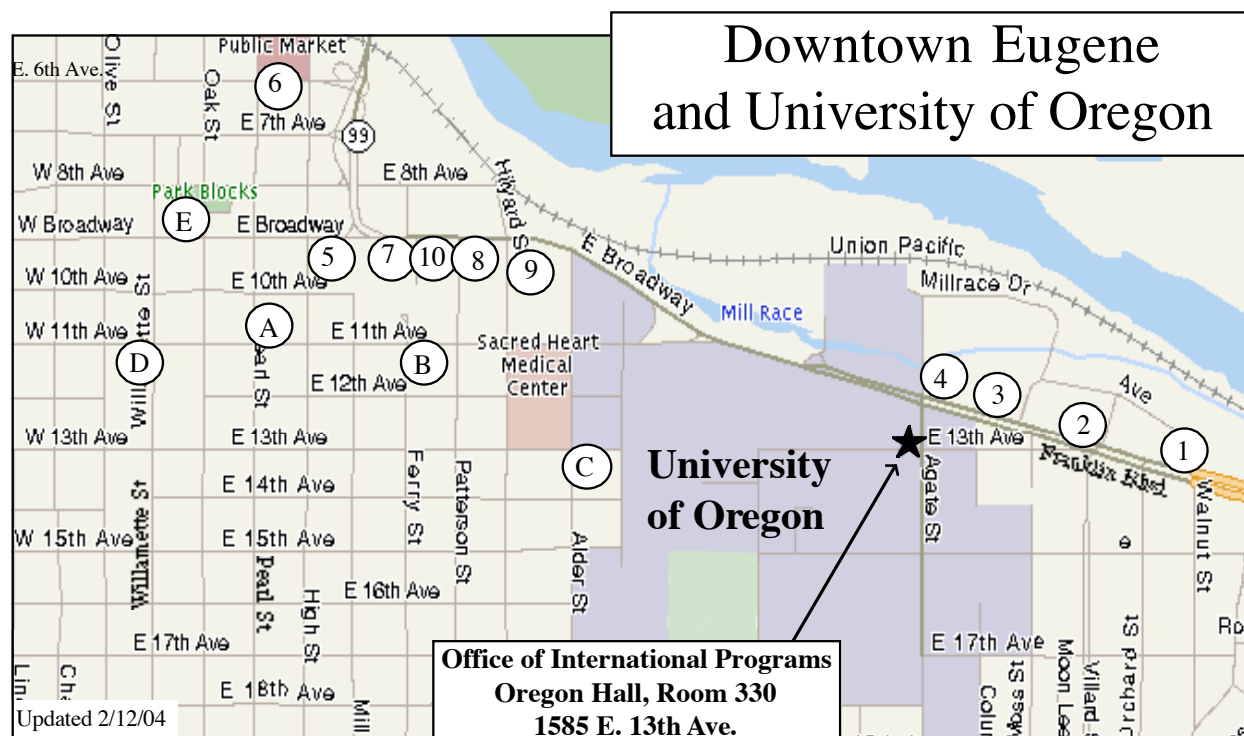 Downtown Eugene
and University of Oregon
Public Market
E. 6th Ave.
Olive St
Oak St
6
E 7th Ave
99
W 8th Ave
E 8th Ave
Hilyard S
Park Blocks
E
W Broadway
E Broadway
E Broadway
5
7
10
8
9
Union Pacific
Millrace Dr
Mill Race
W 10th Ave
E 10th Ave
A
W 11th Ave
E 11th Ave
D
B
Sacred Heart
Medical
Center
E 12th Ave
4
3
2
1
Ave
W 13th Ave
E 13th Ave
E 13th Ave
Franklin Blvd
C
University
of Oregon
Agate St
Walnut St
E 14th Ave
Ferry St
Patterson St
W 15th Ave
E 15th Ave
Alder St
Willamette St
Pearl St
High St
E 16th Ave
E 17th Ave
E 17th Ave
Orchard St
Moon Lee
E 18th Ave
Mill
Office of International Programs
Oregon Hall, Room 330
1585 E. 13th Ave.
Updated 2/12/04